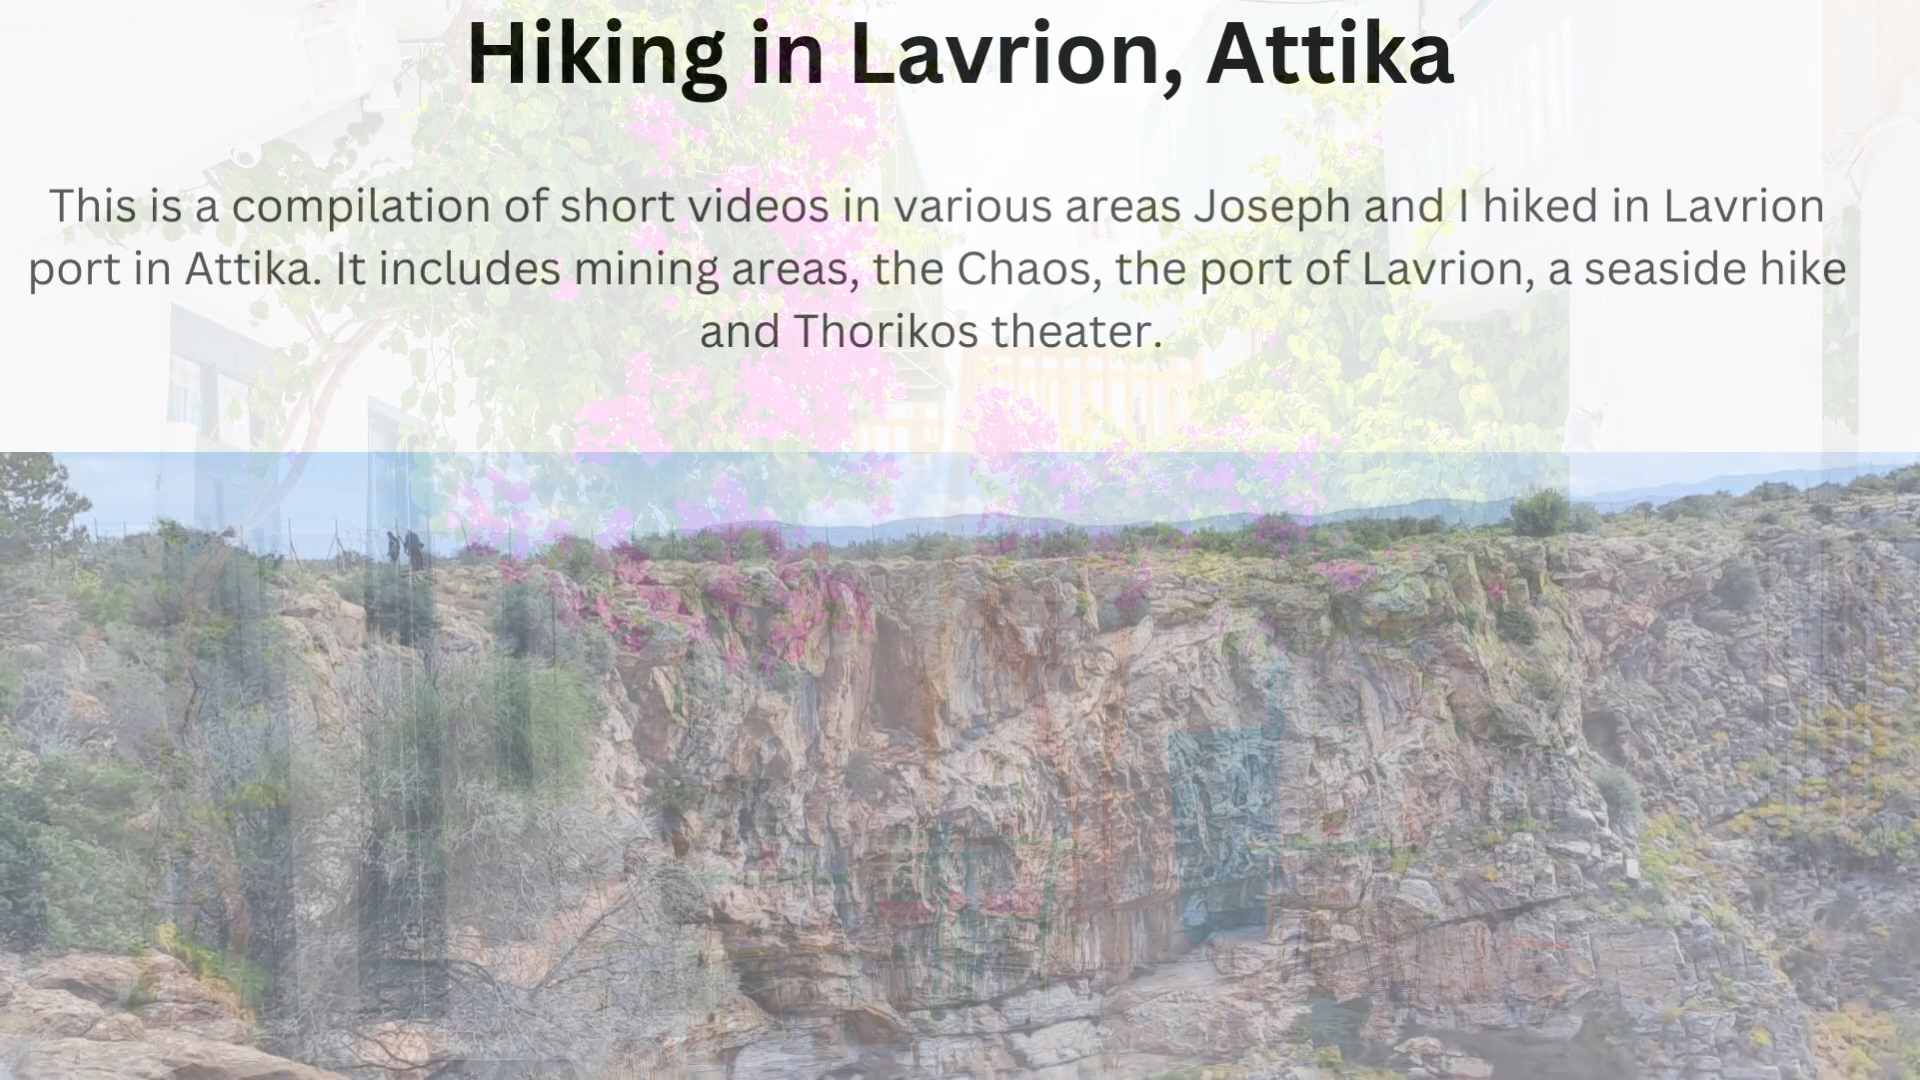 Hiking in Lavrion, Attika
This is a compilation of short videos in various areas Joseph and I hiked in Lavrion
port in Attika. It includes mining areas, the Chaos, the port of Lavrion, a seaside hike
and Thorikos theater.